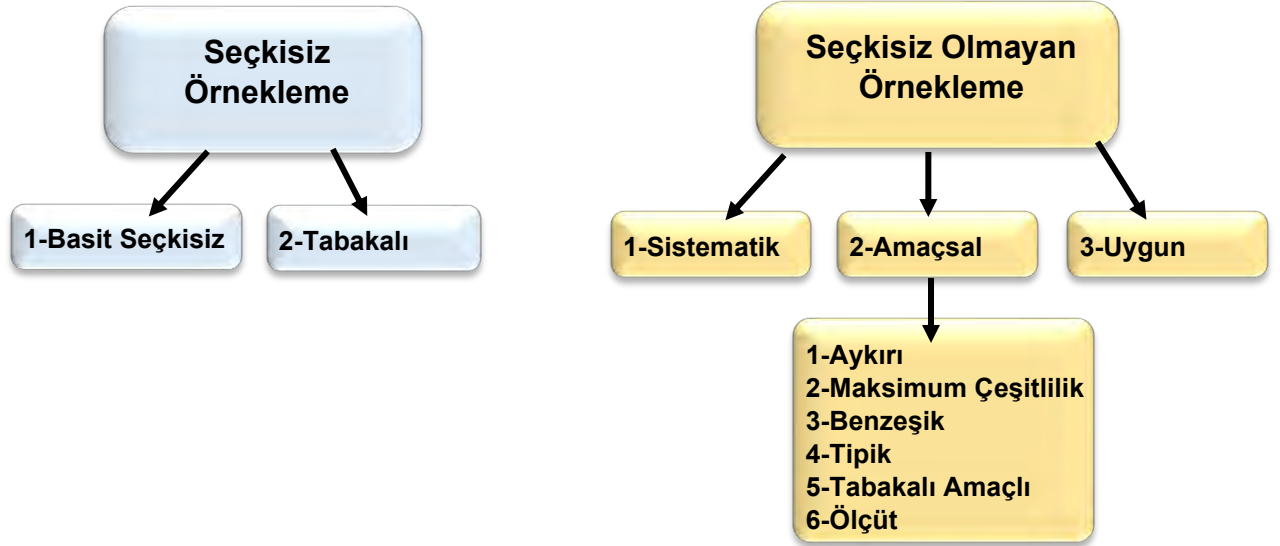 Seçkisiz
Örnekleme
1-Basit Seçkisiz
2-Tabakalı
Seçkisiz Olmayan
Örnekleme
1-Sistematik
2-Amaçsal
3-Uygun
1-Aykırı
2-Maksimum Çeşitlilik
3-Benzeşik
4-Tipik
5-Tabakalı Amaçlı
6-Ölçüt